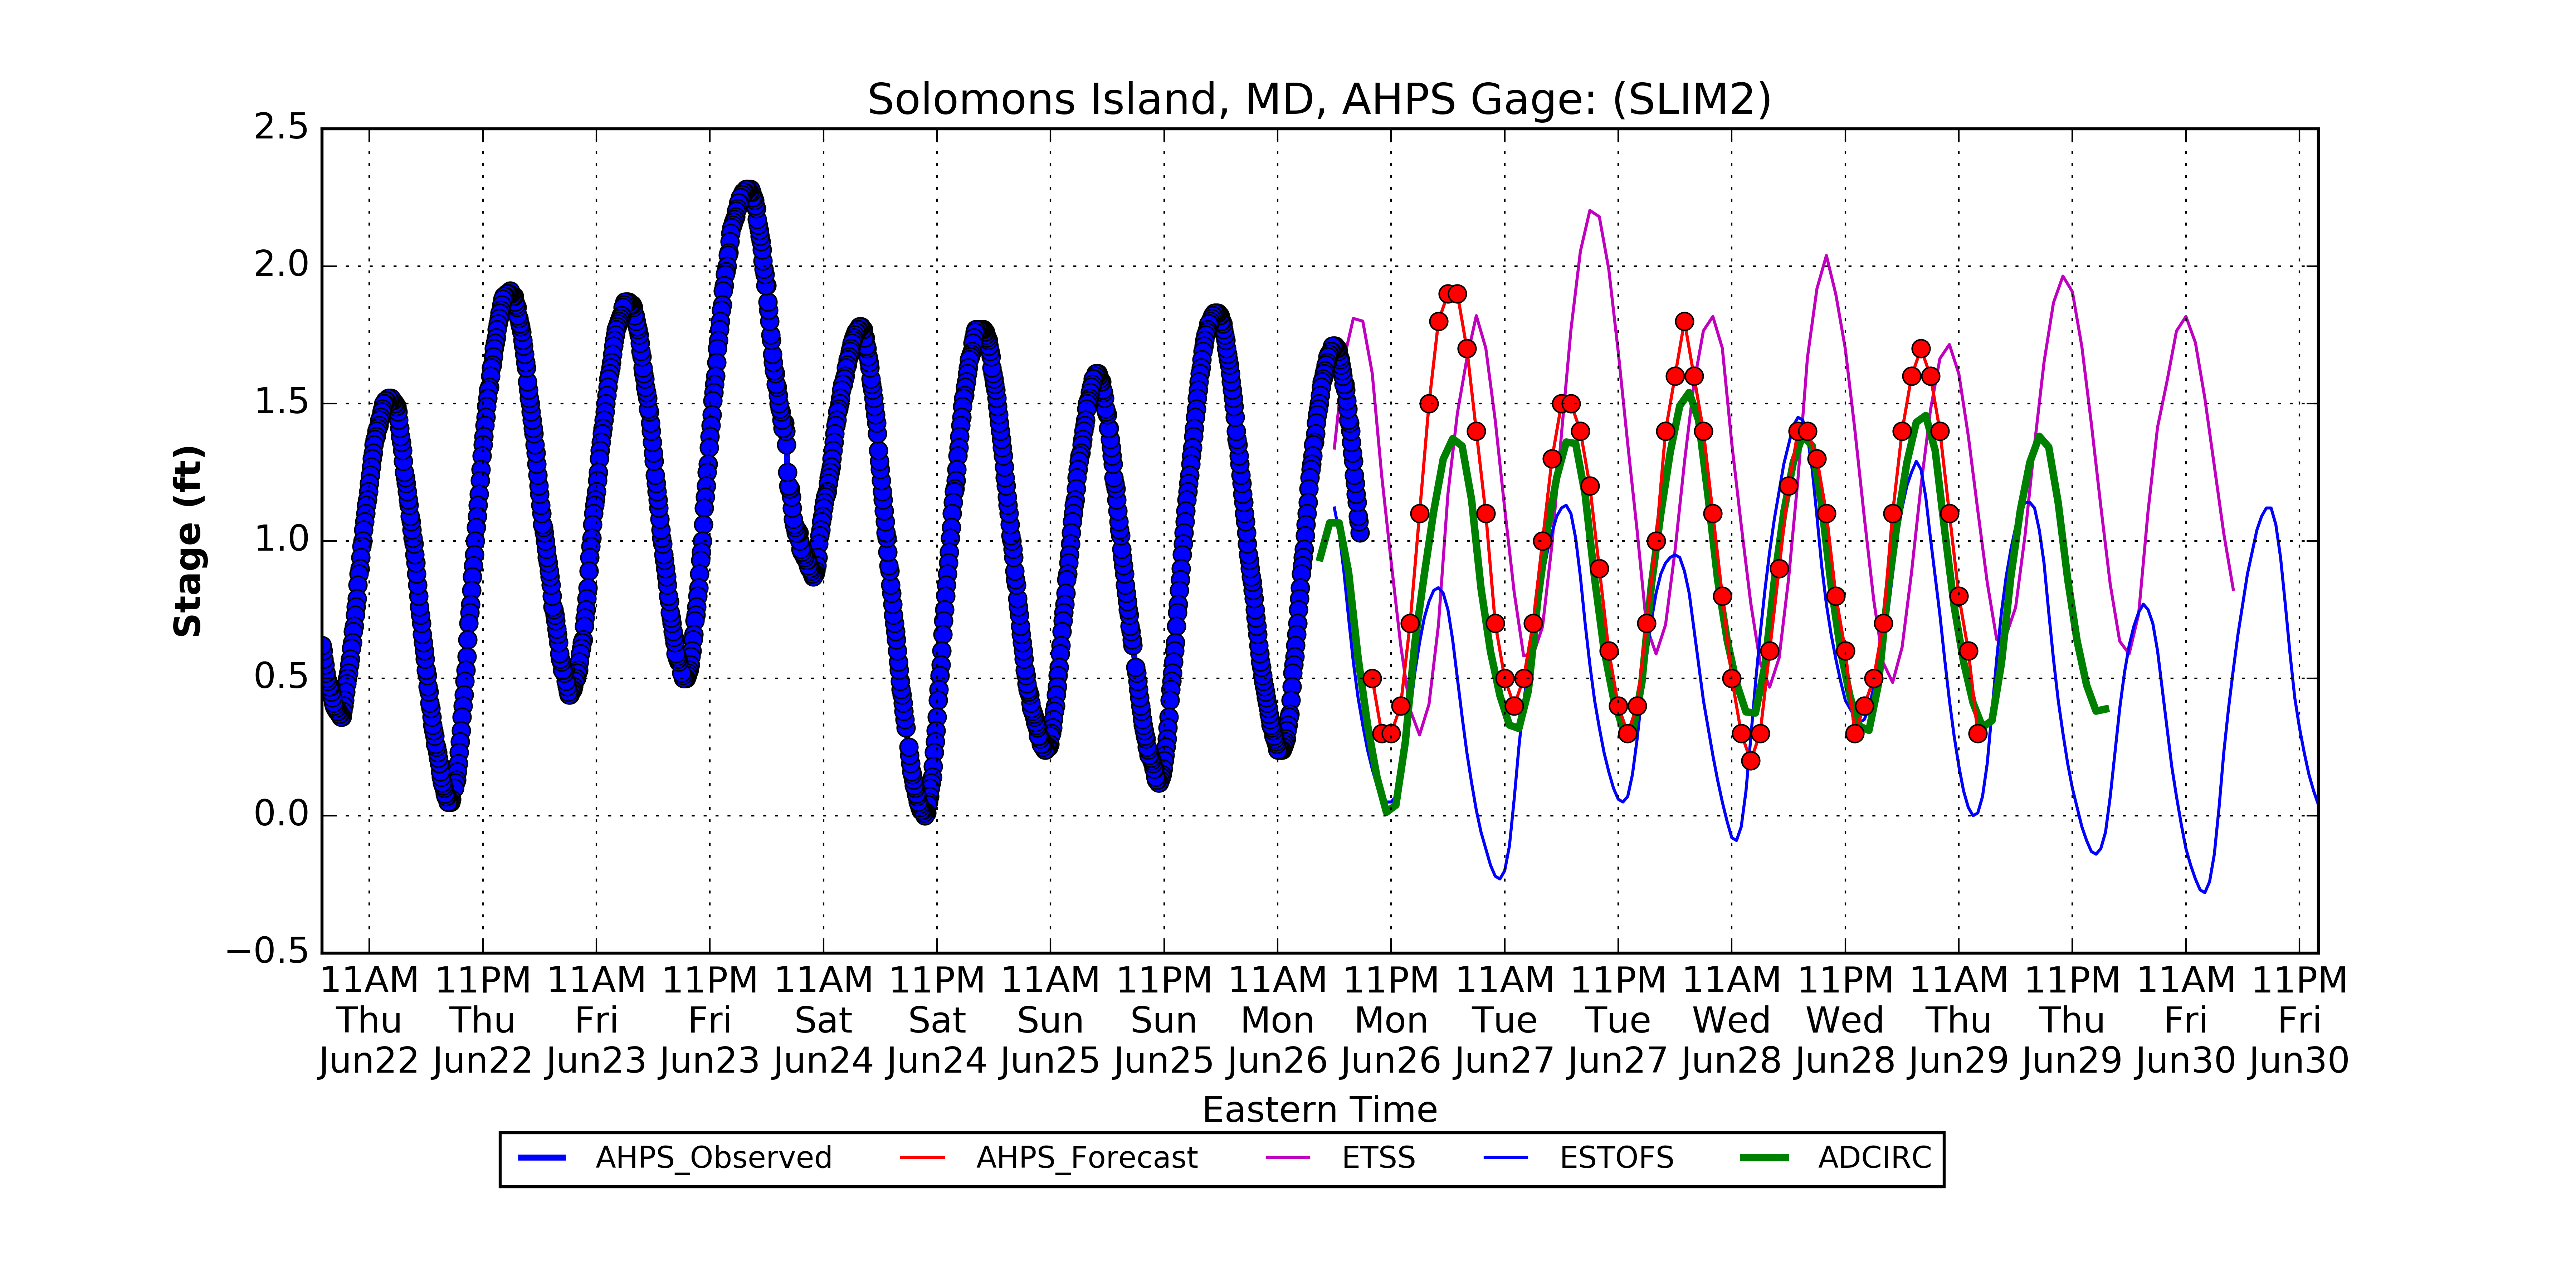 Solomons Island, MD, AHPS Gage: (SLIM2)
2.5
2.0
1.5
1.0
0.5
0.0
−0.5
Stage (ft)
11AM 11PM 11AM 11PM 11AM 11PM 11AM 11PM 11AM 11PM 11AM 11PM 11AM 11PM 11AM 11PM 11AM 11PM
Thu Thu Fri Fri Sat Sat Sun Sun Mon Mon Tue Tue Wed Wed Thu Thu Fri Fri
Jun22 Jun22 Jun23 Jun23 Jun24 Jun24 Jun25 Jun25 Jun26 Jun26 Jun27 Jun27 Jun28 Jun28 Jun29 Jun29 Jun30 Jun30
Eastern Time
AHPS_Observed AHPS_Forecast ETSS ESTOFS ADCIRC